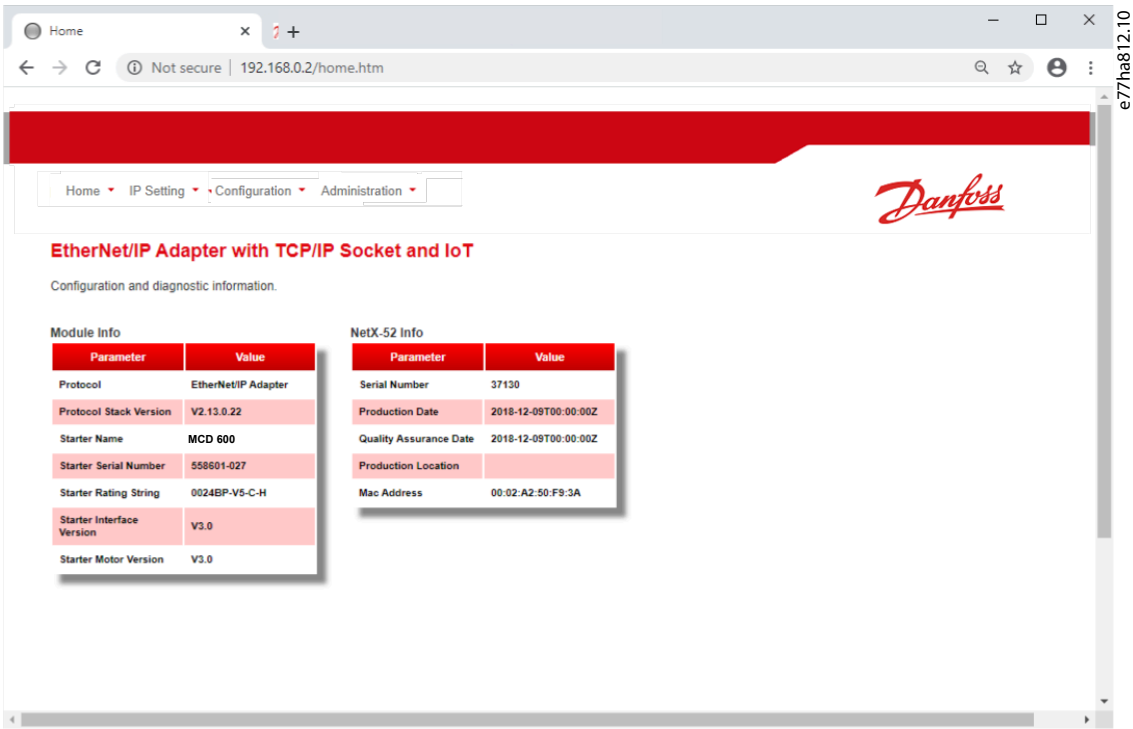 Home
Not secure | 192.168.0.2/home.htm
e77ha812.10
Home IP Setting Configuration Administration
Danfoss
EtherNet/IP Adapter with TCP/IP Socket and IoT
Configuration and diagnostic information.
Module Info
Parameter Value
Protocol EtherNet/IP Adapter
Protocol Stack Version V2.13.0.22
Starter Name MCD 600
Starter Serial Number 558601-027
Starter Rating String 0024BP-V5-C-H
Starter Interface
Version V3.0
Starter Motor Version V3.0
NetX-52 Info
Parameter Value
Serial Number 37130
Production Date 2018-12-09T00:00:00Z
Quality Assurance Date 2018-12-09T00:00:00Z
Production Location
Mac Address 00:02:A2:50:F9:3A